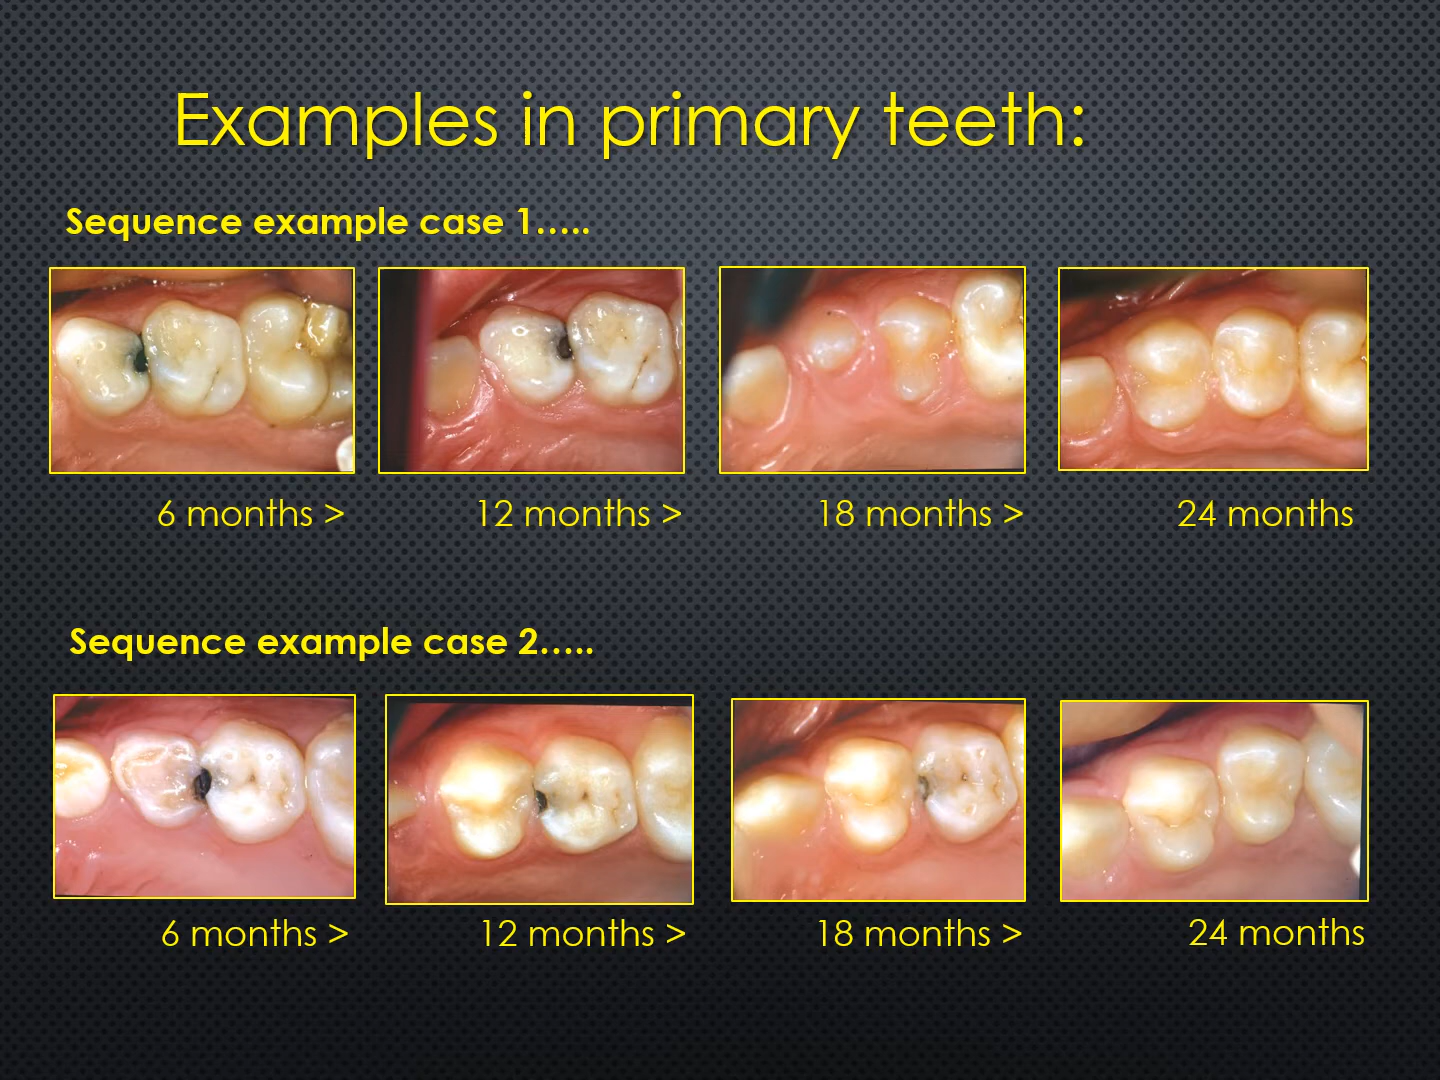 Examples in primary teeth:
Sequence example case 1…..
6 months >
12 months >
18 months >
24 months
Sequence example case 2…..
6 months >
12 months >
18 months >
24 months